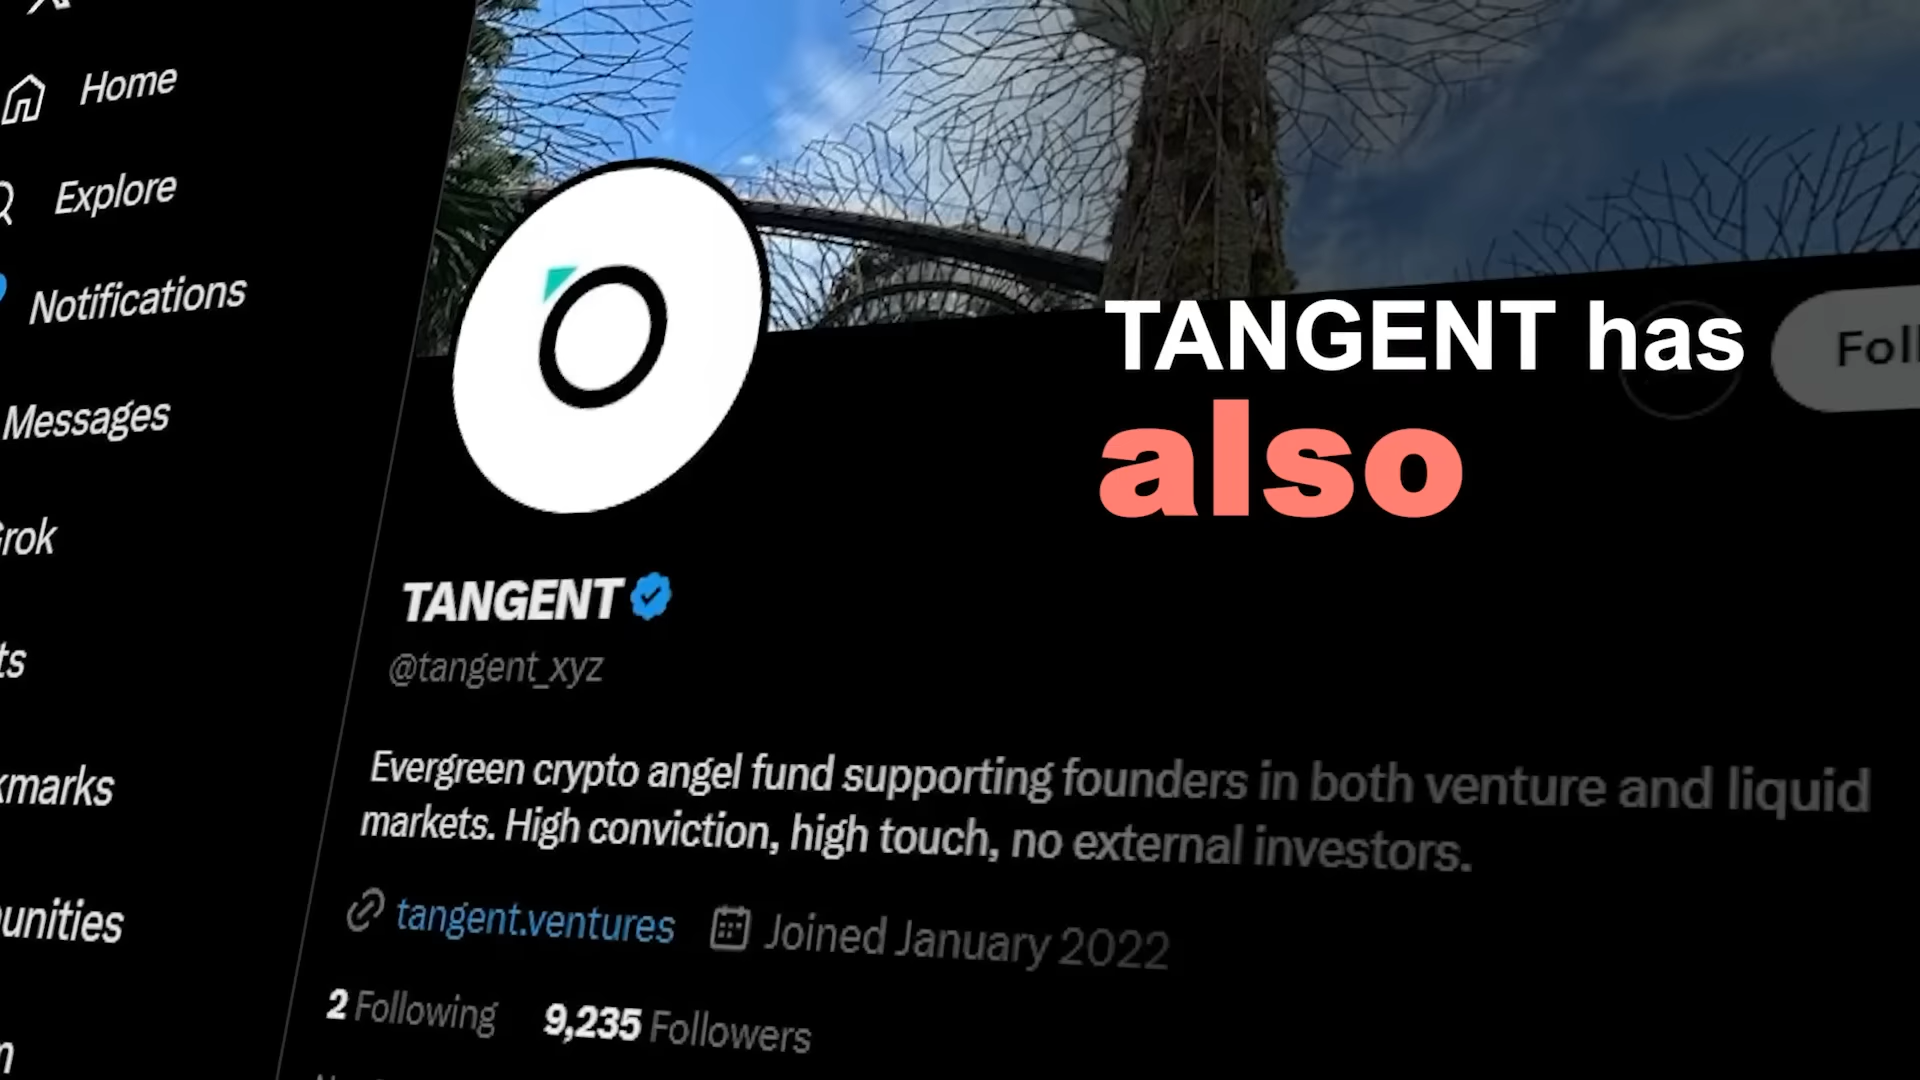 Home
Explore
Notifications
Messages
Grok
TANGENT has
also
Foll
TANGENT
@tangent_xyz
Evergreen crypto angel fund supporting founders in both venture and liquid
markets. High conviction, high touch, no external investors.
tangent.ventures Joined January 2022
2 Following 9,235 Followers
ts
kmarks
unities